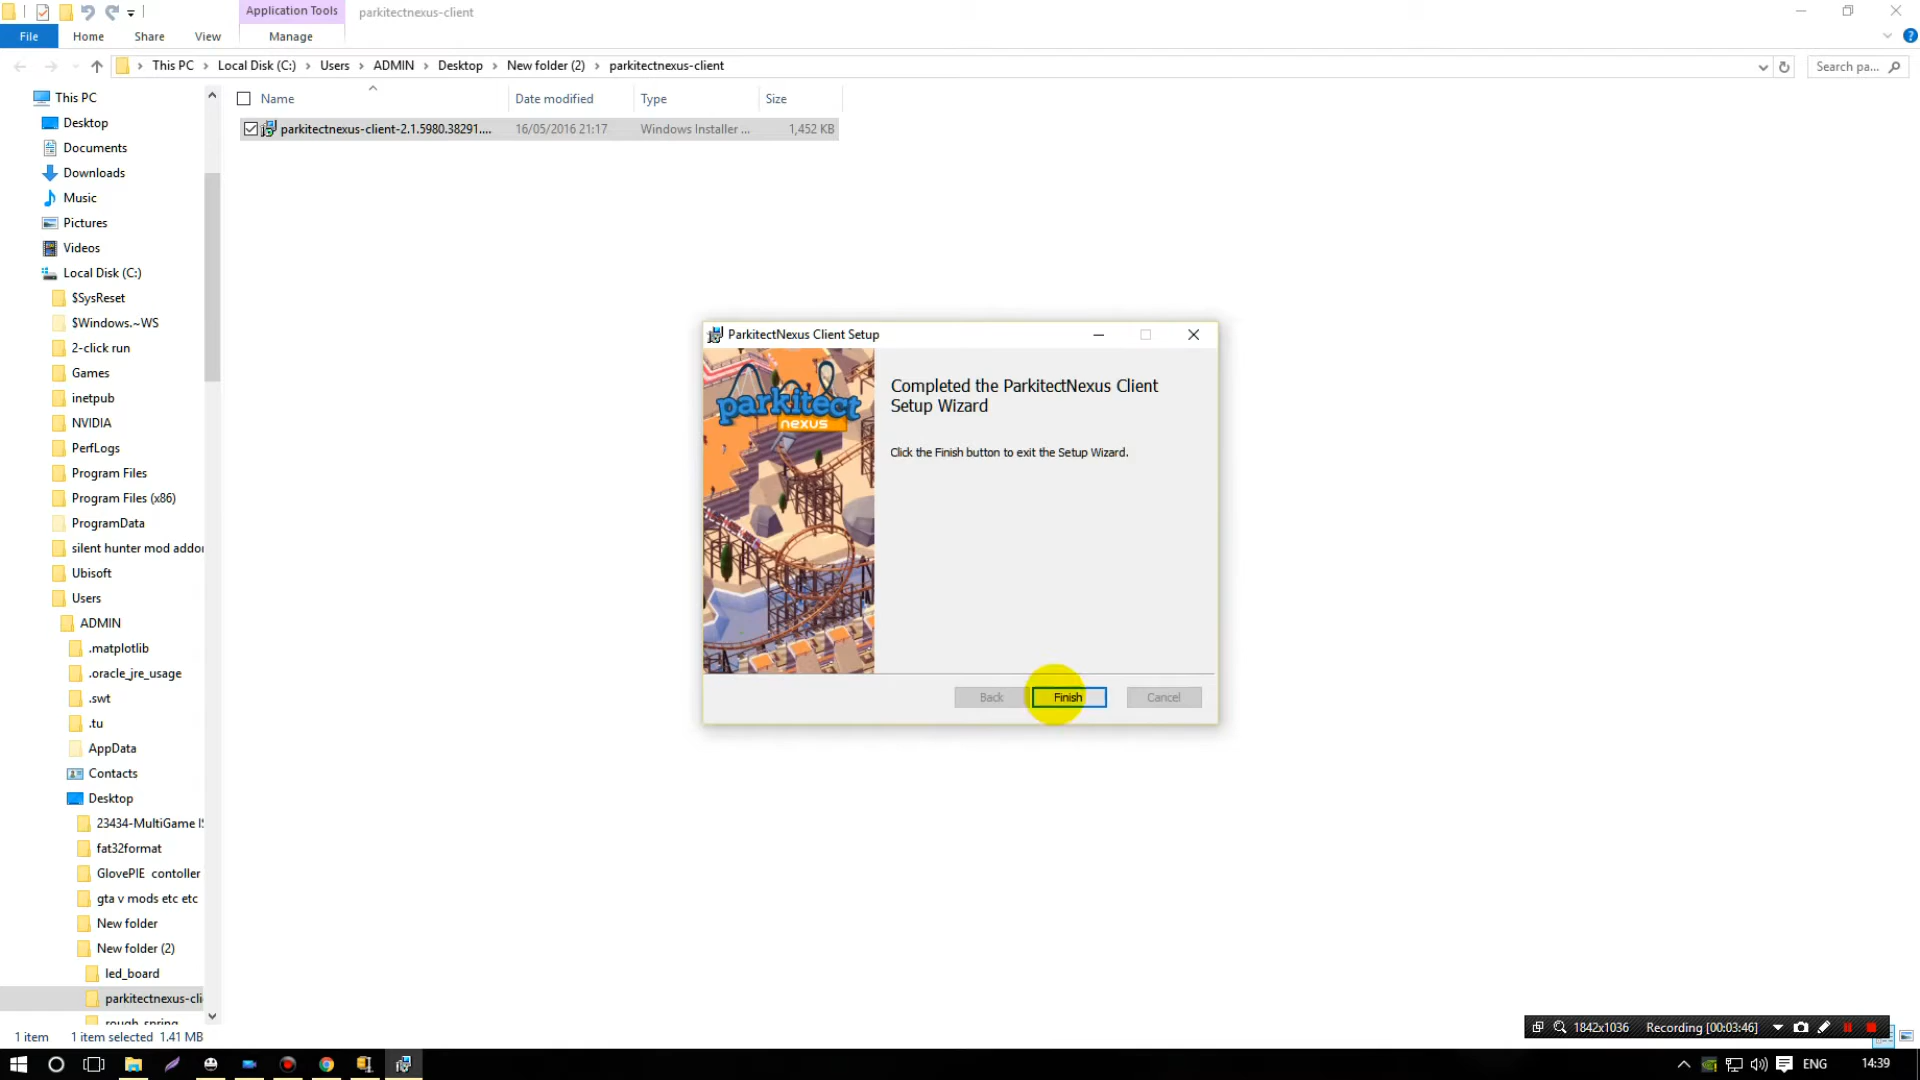 Application Tools
parkitectnexus-client
File
Home
Share
View
Manage
This PC
Local Disk (C:)
Users
ADMIN
Desktop
New folder (2)
parkitectnexus-client
Search pa...
Name
Date modified
Type
Size
parkitectnexus-client-2.1.5980.38291....
16/05/2016 21:17
Windows Installer ...
1,452 KB
This PC
Desktop
Documents
Downloads
Music
Pictures
Videos
Local Disk (C:)
$SysReset
$Windows.~WS
2-click run
Games
inetpub
NVIDIA
PerfLogs
Program Files
Program Files (x86)
ProgramData
silent hunter mod addo
Ubisoft
Users
ADMIN
.matplotlib
.oracle_jre_usage
.swt
.tu
AppData
Contacts
Desktop
23434-MultiGame I
fat32format
GlovePIE contoller
gta v mods etc etc
New folder
New folder (2)
led_board
parkitectnexus-cli
rough_spring
ParkitectNexus Client Setup
parkitect
nexus
Completed the ParkitectNexus Client
Setup Wizard
Click the Finish button to exit the Setup Wizard.
Back
Finish
Cancel
1 item
1 item selected 1.41 MB
1842x1036
Recording [00:03:46]
ENG
14:39